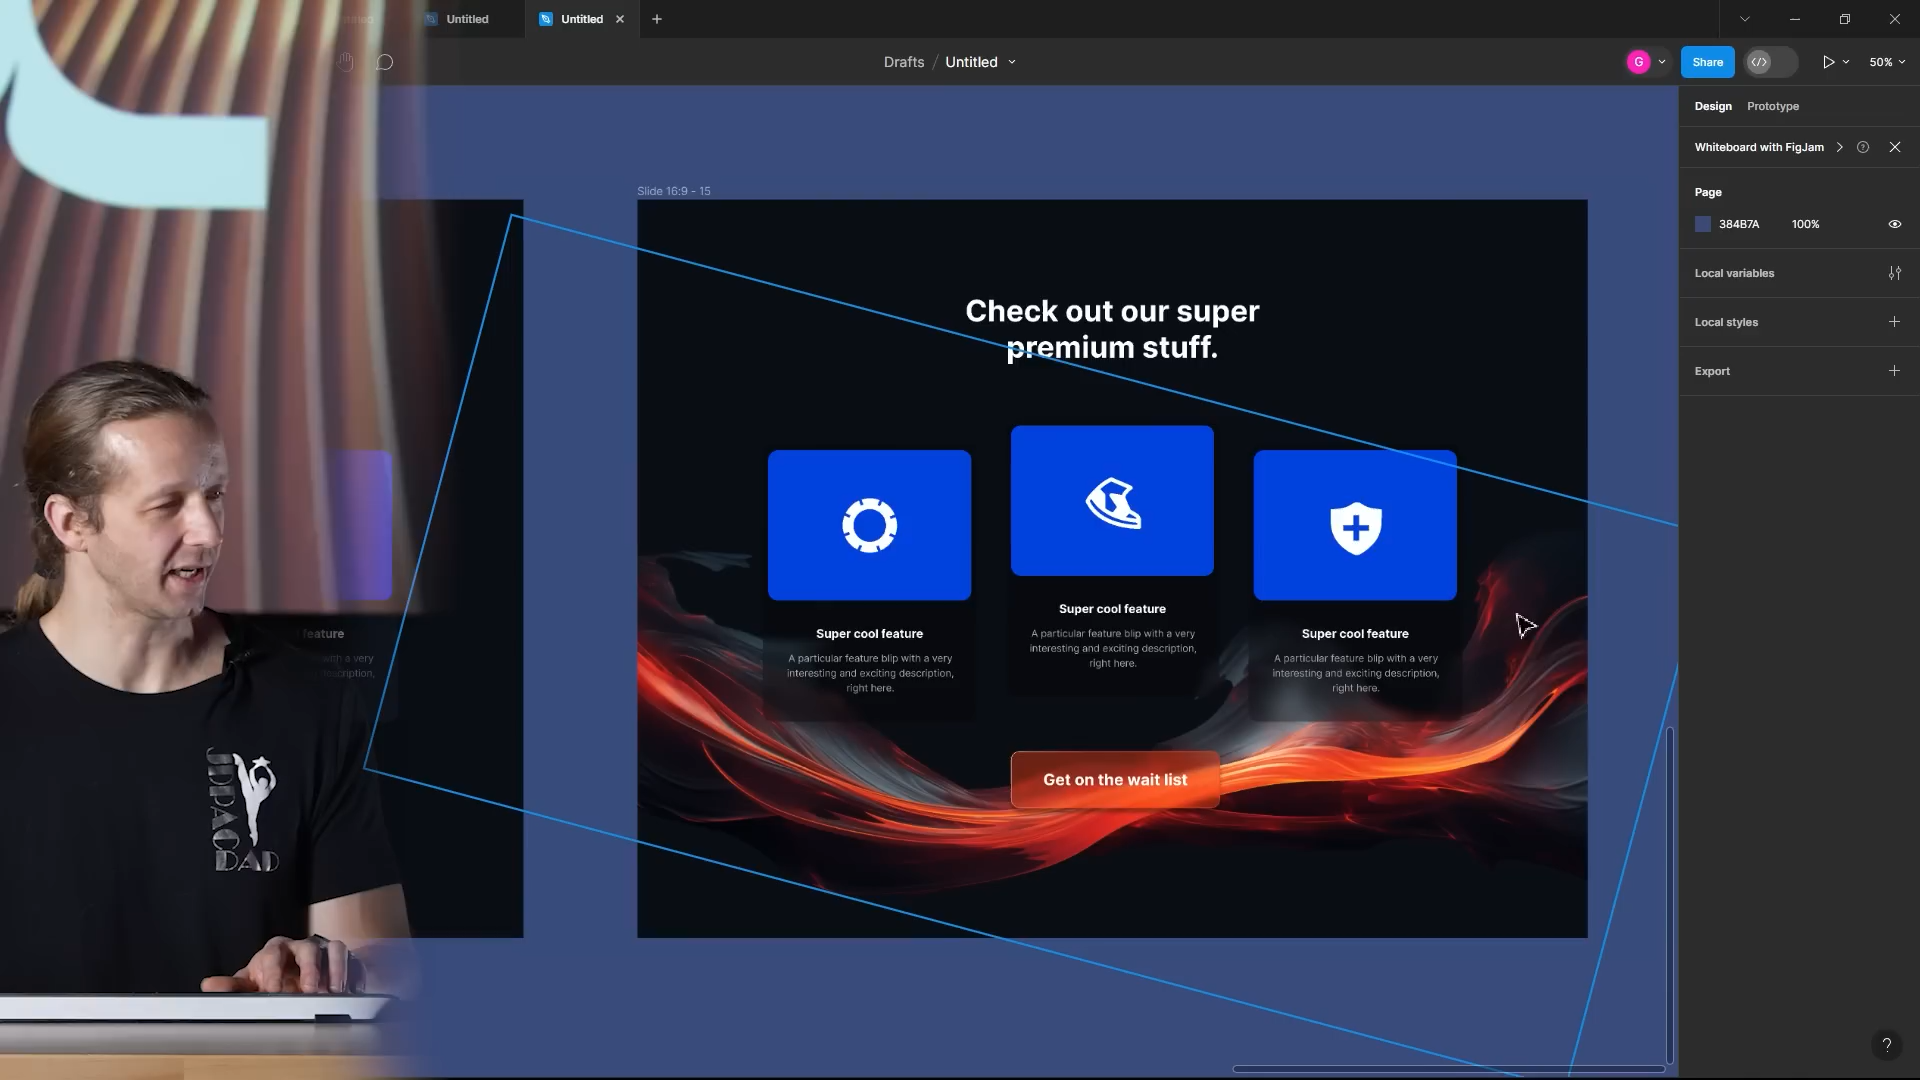 Untitled
Untitled
Drafts / Untitled
G
Share
50%
Design
Prototype
Whiteboard with FigJam
?
Page
384B7A
100%
Local variables
Local styles
Export
Slide 16:9 - 15
Check out our super
premium stuff.
Super cool feature
A particular feature blip with a very
interesting and exciting description,
right here.
Super cool feature
A particular feature blip with a very
interesting and exciting description,
right here.
Super cool feature
A particular feature blip with a very
interesting and exciting description,
right here.
Get on the wait list
feature
with a very
description,
DAD
?